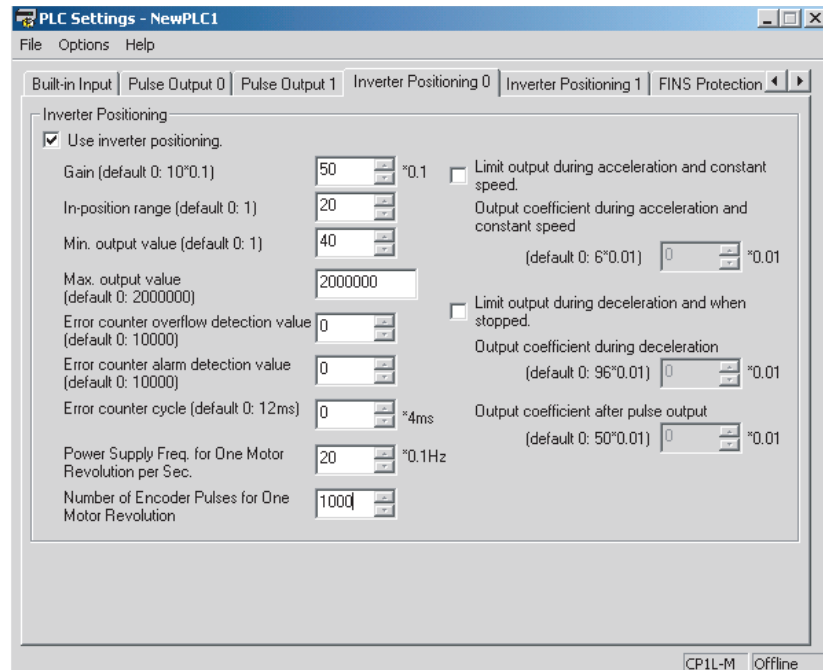 PLC Settings - NewPLC1
File Options Help
Built-in Input Pulse Output 0 Pulse Output 1 Inverter Positioning 0 Inverter Positioning 1 FINS Protection
Inverter Positioning
Use inverter positioning.
Gain (default 0: 10*0.1) 50 *0.1
In-position range (default 0: 1) 20
Min. output value (default 0: 1) 40
Max. output value
(default 0: 2000000) 2000000
Error counter overflow detection value
(default 0: 10000) 0
Error counter alarm detection value
(default 0: 10000) 0
Error counter cycle (default 0: 12ms) 0 *4ms
Power Supply Freq. for One Motor
Revolution per Sec. 20 *0.1Hz
Number of Encoder Pulses for One
Motor Revolution 1000
Limit output during acceleration and constant
speed.
Output coefficient during acceleration and
constant speed
(default 0: 6*0.01) 0 *0.01
Limit output during deceleration and when
stopped.
Output coefficient during deceleration
(default 0: 96*0.01) 0 *0.01
Output coefficient after pulse output
(default 0: 50*0.01) 0 *0.01
CP1L-M Offline